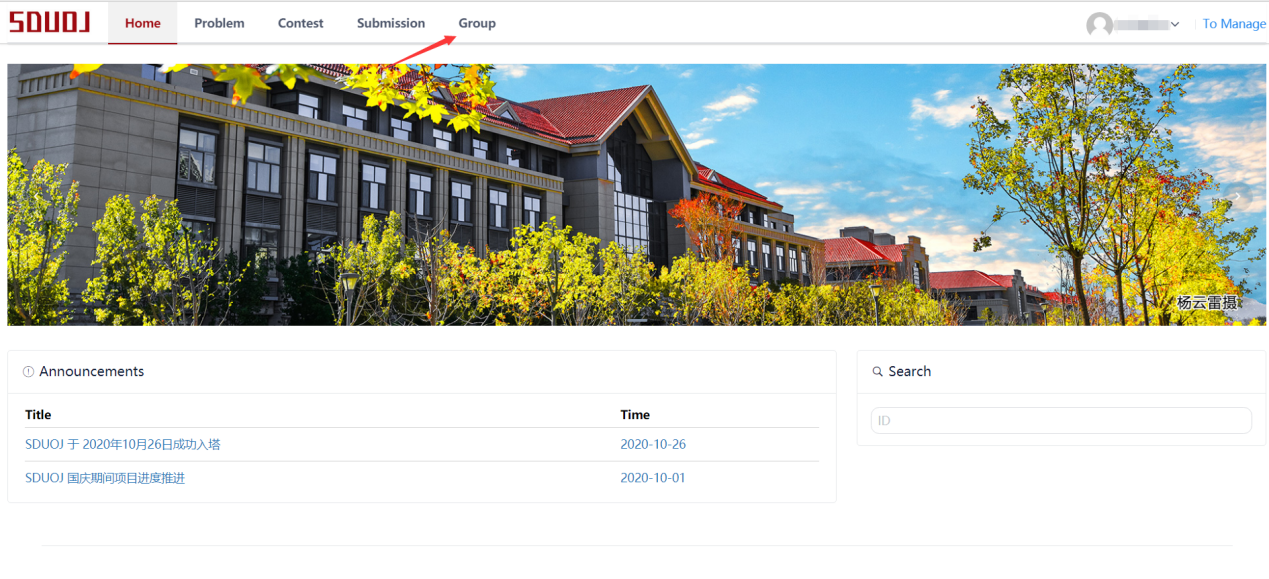 SDUOJ Home Problem Contest Submission Group To Manage
杨云雷摄
Announcements
Title Time
SDUOJ 于 2020年10月26日成功入塔 2020-10-26
SDUOJ 国庆期间项目进度推进 2020-10-01
Search
ID